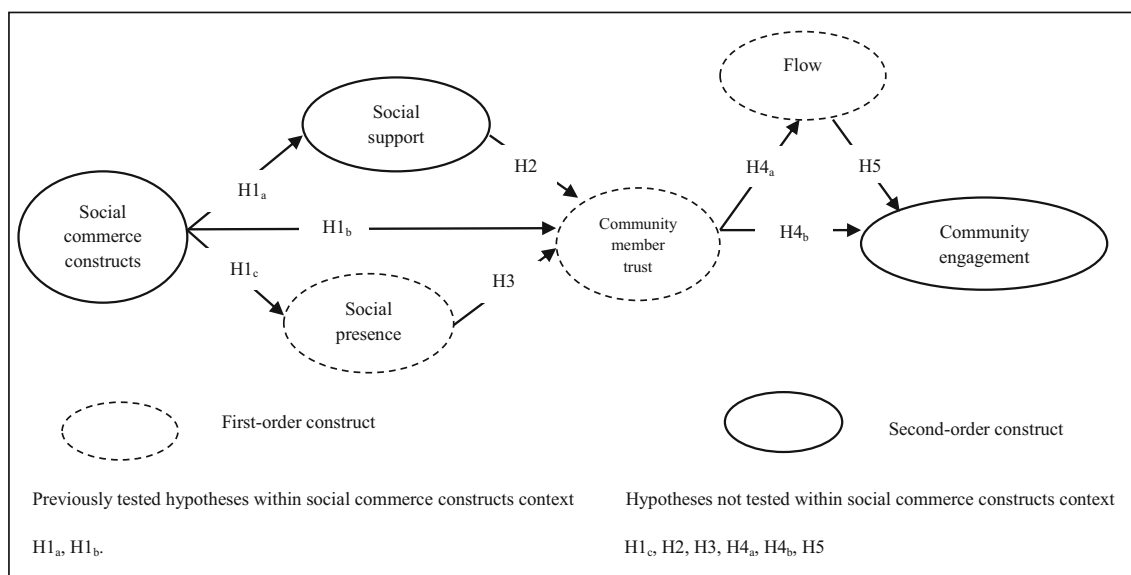 Flow
Social
support
H1a
H2
H4a
H5
Social
commerce
constructs
H1b
Community
member
trust
H4b
Community
engagement
H1c
H3
Social
presence
First-order construct
Second-order construct
Previously tested hypotheses within social commerce constructs context
H1a, H1b.
Hypotheses not tested within social commerce constructs context
H1c, H2, H3, H4a, H4b, H5